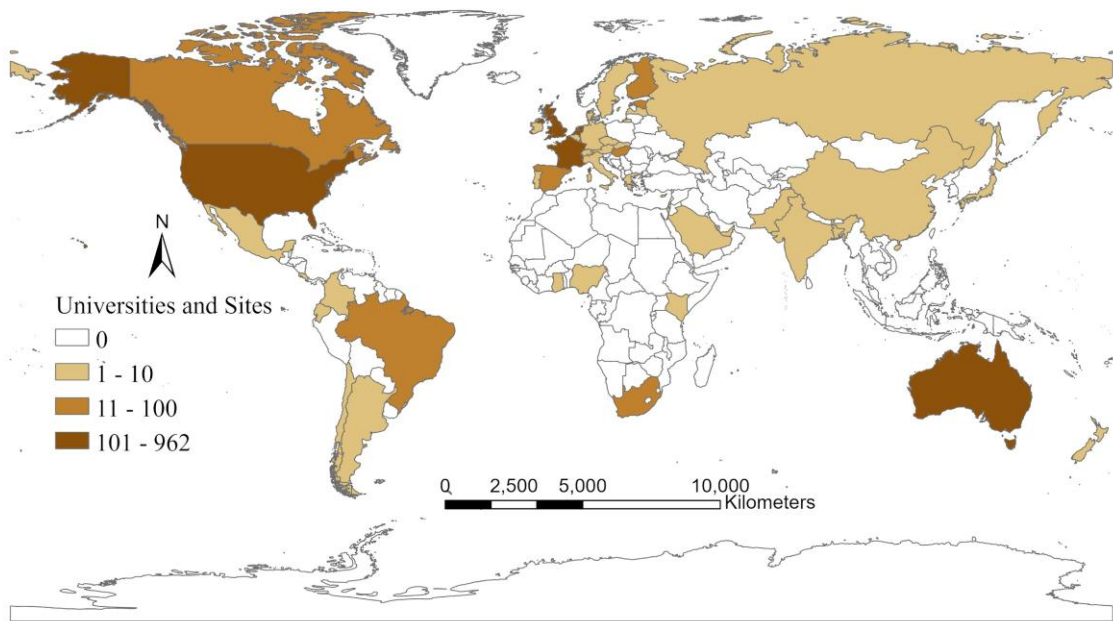 N
Universities and Sites
0
1 - 10
11 - 100
101 - 962
0 2,500 5,000 10,000
Kilometers